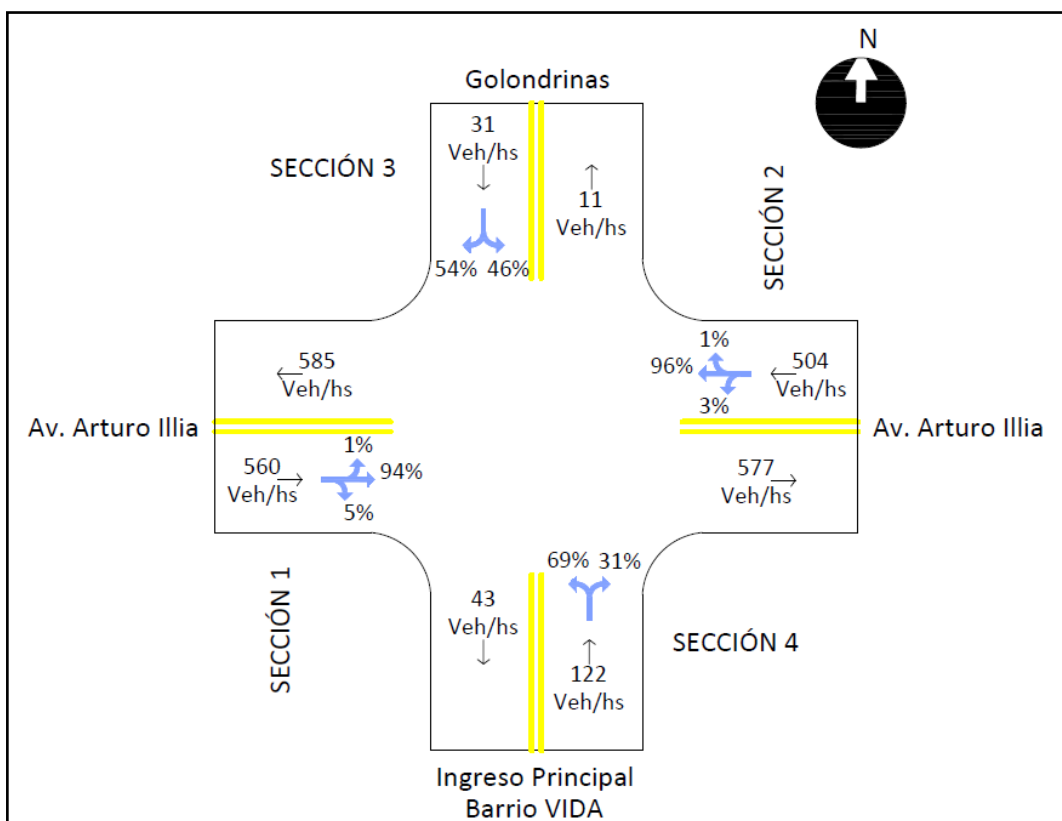 N
Golondrinas
31
Veh/hs
SECCIÓN 3
11
Veh/hs
SECCIÓN 2
54% 46%
585
Veh/hs
1%
96%
504
Veh/hs
3%
Av. Arturo Illia
Av. Arturo Illia
1%
560
Veh/hs
94%
5%
577
Veh/hs
SECCIÓN 1
43
Veh/hs
69% 31%
SECCIÓN 4
122
Veh/hs
Ingreso Principal
Barrio VIDA